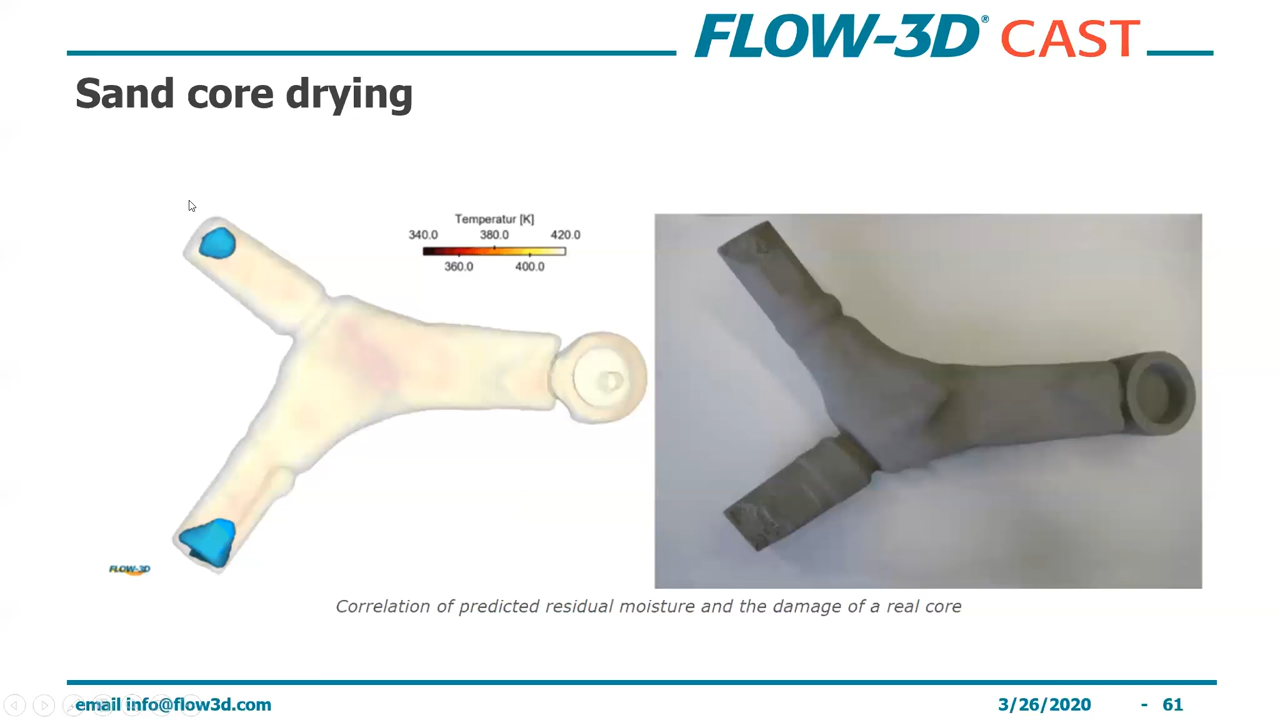 FLOW-3D® CAST
Sand core drying
Temperatur [K]
340.0 380.0 420.0
360.0 400.0
FLOW-3D
Correlation of predicted residual moisture and the damage of a real core
email info@flow3d.com
3/26/2020 - 61